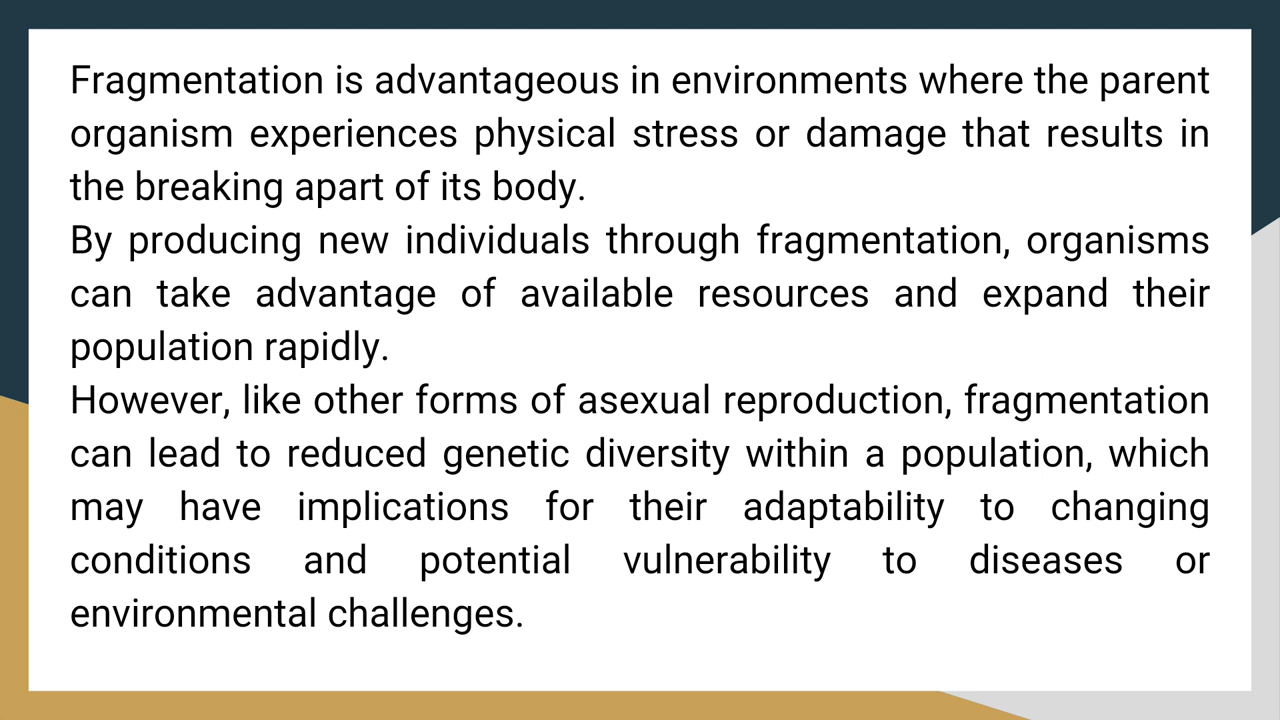 Fragmentation is advantageous in environments where the parent
organism experiences physical stress or damage that results in
the breaking apart of its body.
By producing new individuals through fragmentation, organisms
can take advantage of available resources and expand their
population rapidly.
However, like other forms of asexual reproduction, fragmentation
can lead to reduced genetic diversity within a population, which
may have implications for their adaptability to changing
conditions and potential vulnerability to diseases or
environmental challenges.